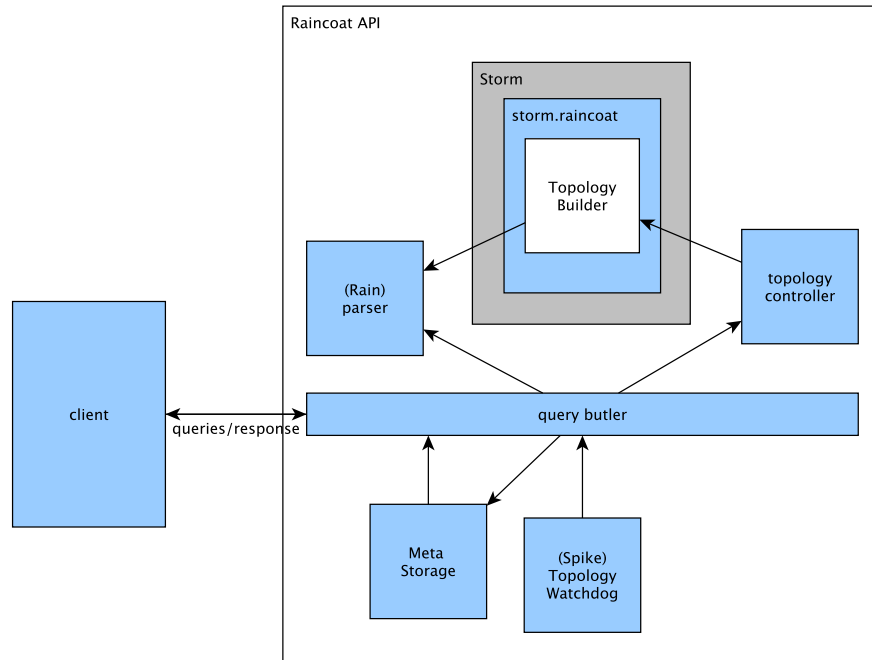 Raincoat API
Storm
storm.raincoat
Topology
Builder
(Rain)
parser
topology
controller
client
queries/response
query butler
Meta
Storage
(Spike)
Topology
Watchdog